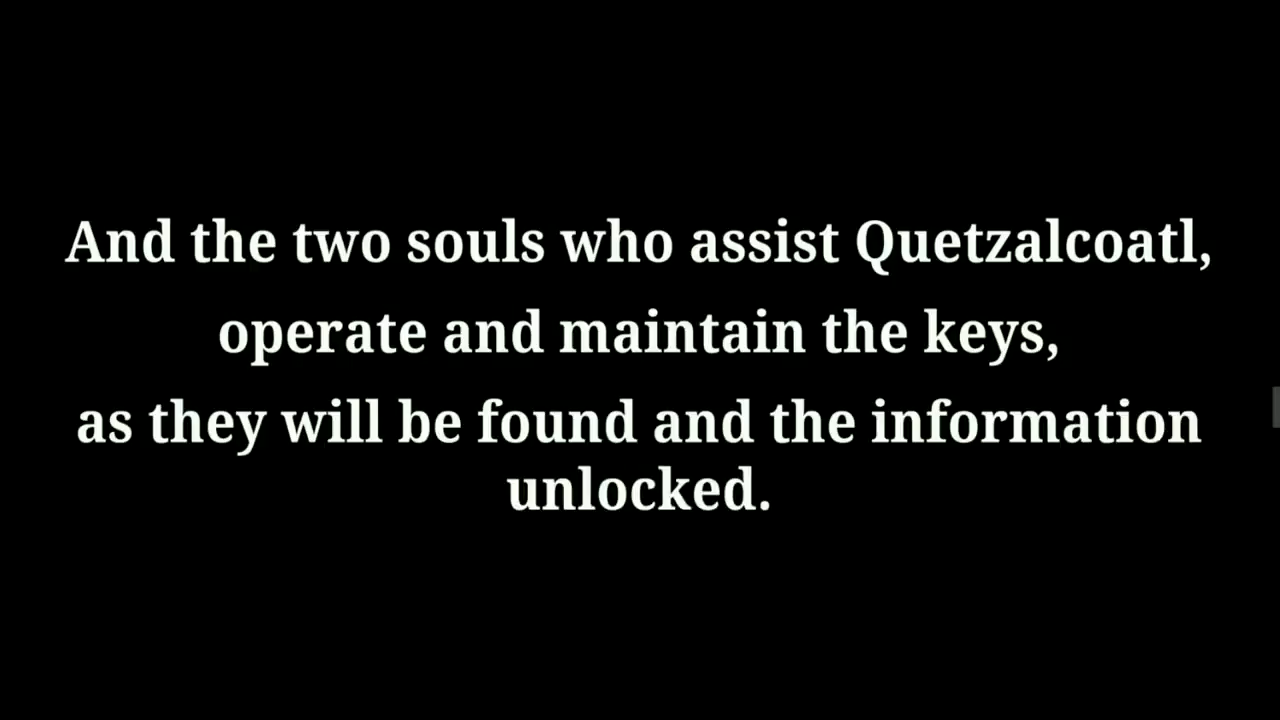 And the two souls who assist Quetzalcoatl,
operate and maintain the keys,
as they will be found and the information
unlocked.